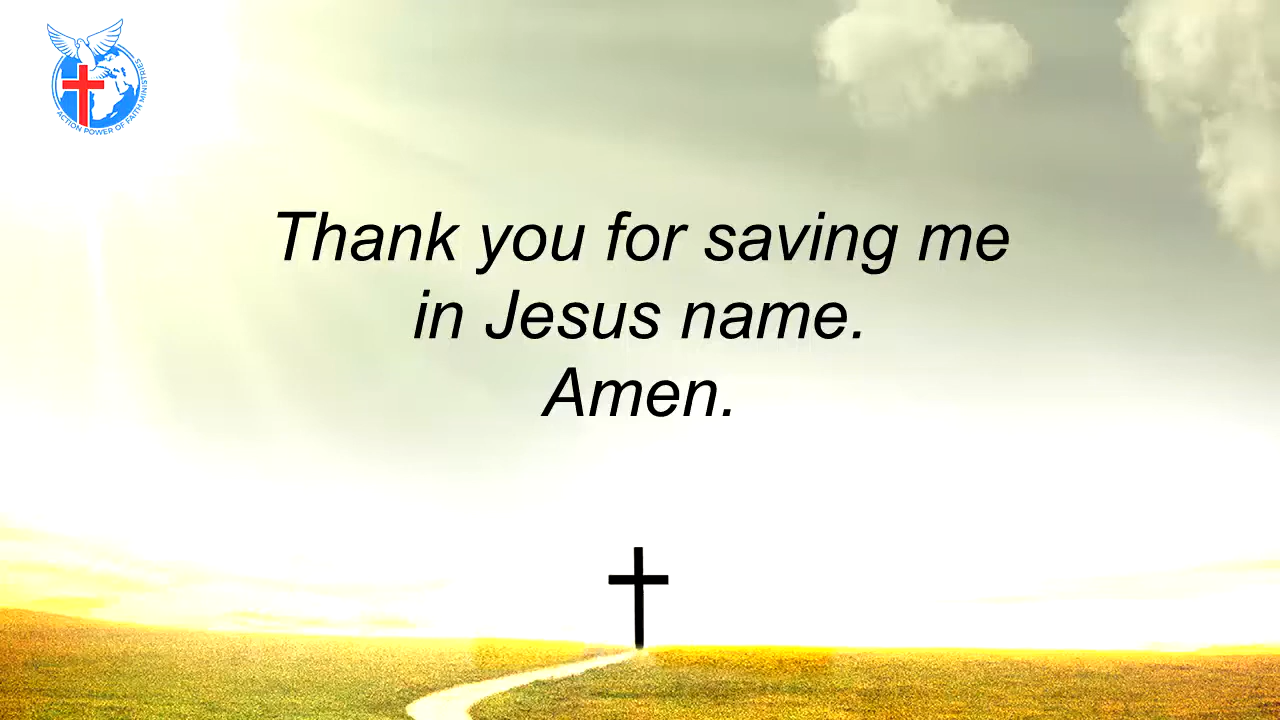 ACTION POWER OF FAITH MINISTRIES
Thank you for saving me
in Jesus name.
Amen.